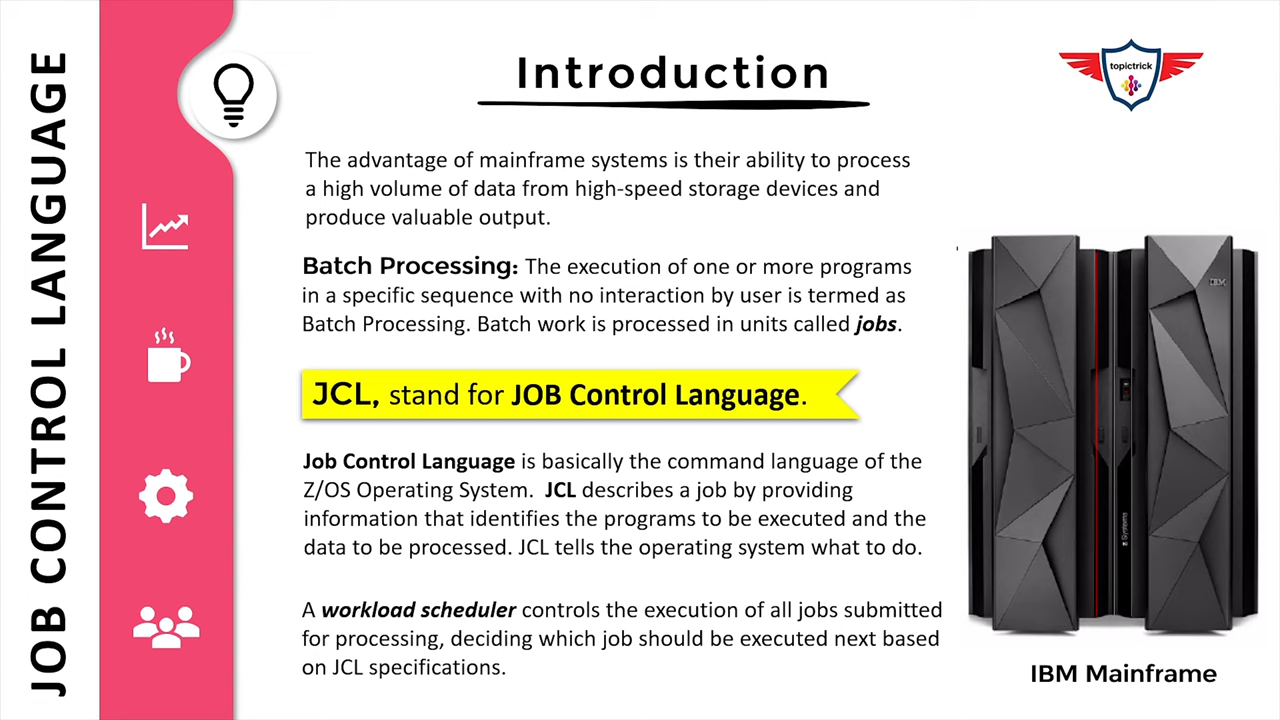 JOB CONTROL LANGUAGE
Introduction
topictrick
The advantage of mainframe systems is their ability to process
a high volume of data from high-speed storage devices and
produce valuable output.
Batch Processing: The execution of one or more programs
in a specific sequence with no interaction by user is termed as
Batch Processing. Batch work is processed in units called jobs.
JCL, stand for JOB Control Language.
Job Control Language is basically the command language of the
Z/OS Operating System. JCL describes a job by providing
information that identifies the programs to be executed and the
data to be processed. JCL tells the operating system what to do.
A workload scheduler controls the execution of all jobs submitted
for processing, deciding which job should be executed next based
on JCL specifications.
IBM
z Systems
IBM Mainframe